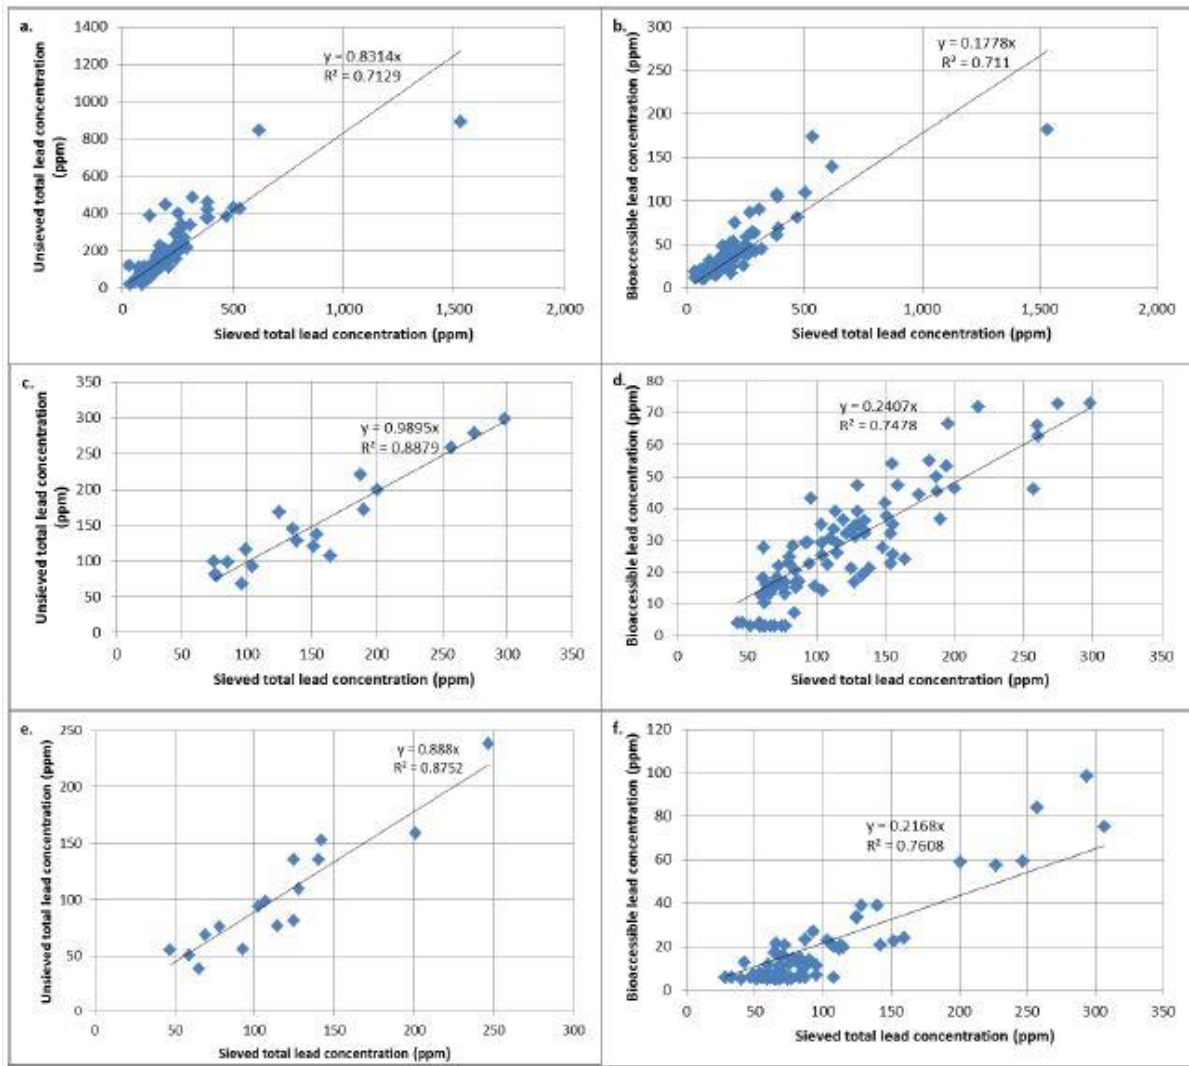 a.
Unsieved total lead concentration
(ppm)
1400
1200
1000
800
600
400
200
0
y = 0.8314x
R² = 0.7129
0
500
1,000
1,500
2,000
Sieved total lead concentration (ppm)
b.
Bioaccessible lead concentration (ppm)
300
250
200
150
100
50
0
y = 0.1778x
R² = 0.711
0
500
1,000
1,500
2,000
Sieved total lead concentration (ppm)
c.
Unsieved total lead concentration
(ppm)
350
300
250
200
150
100
50
0
y = 0.9895x
R² = 0.8879
0
50
100
150
200
250
300
350
Sieved total lead concentration (ppm)
d.
Bioaccessible lead concentration (ppm)
80
70
60
50
40
30
20
10
0
y = 0.2407x
R² = 0.7478
0
50
100
150
200
250
300
350
Sieved total lead concentration (ppm)
e.
Unsieved total lead concentration (ppm)
250
200
150
100
50
0
y = 0.888x
R² = 0.8752
0
50
100
150
200
250
300
Sieved total lead concentration (ppm)
f.
Bioaccessible lead concentration (ppm)
120
100
80
60
40
20
0
y = 0.2168x
R² = 0.7608
0
50
100
150
200
250
300
350
Sieved total lead concentration (ppm)